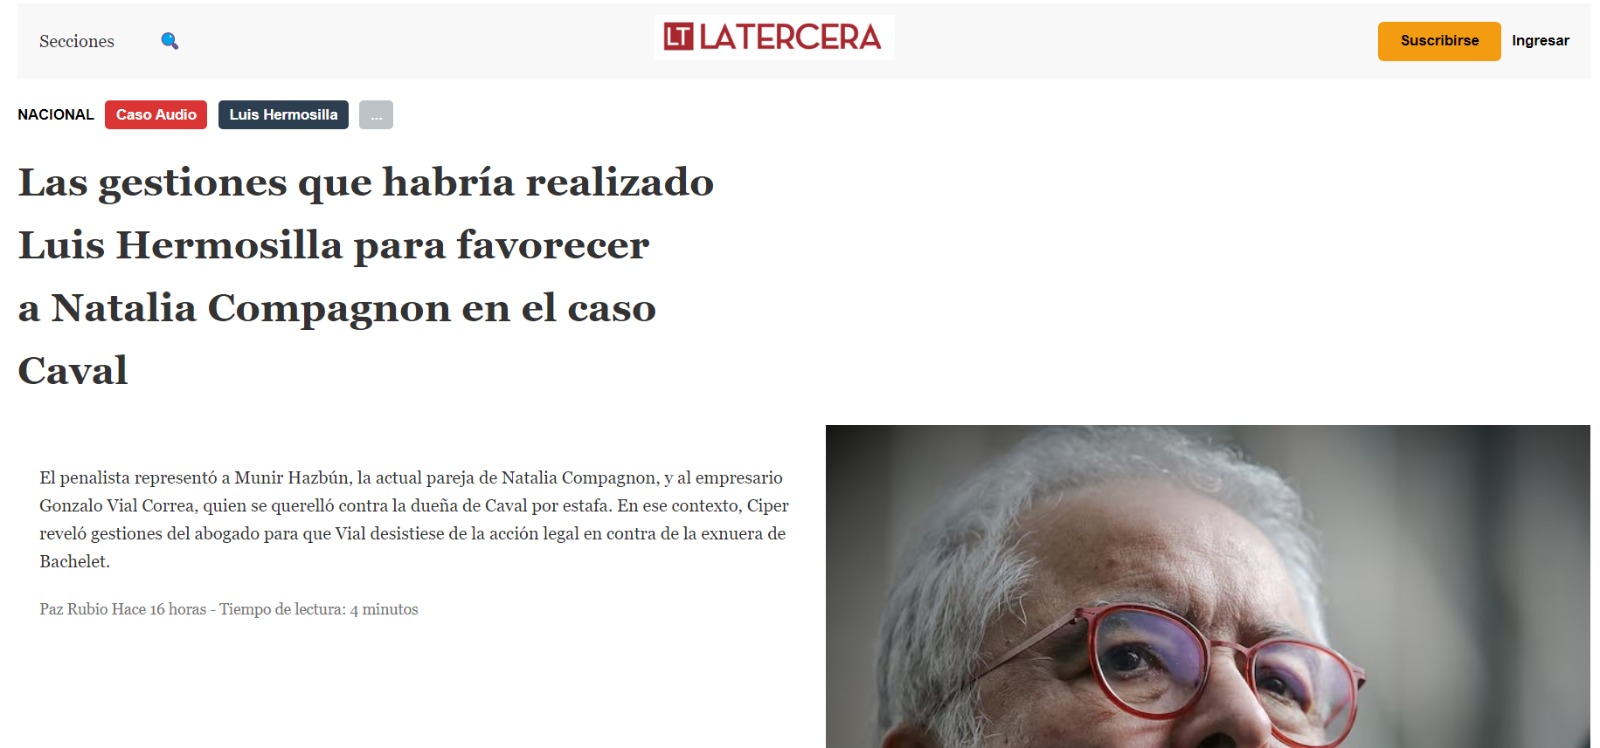 Secciones
LT LATERCERA
Suscribirse
Ingresar
NACIONAL Caso Audio Luis Hermosilla ...
Las gestiones que habría realizado
Luis Hermosilla para favorecer
a Natalia Compagnon en el caso
Caval
El penalista representó a Munir Hazbún, la actual pareja de Natalia Compagnon, y al empresario
Gonzalo Vial Correa, quien se querelló contra la dueña de Caval por estafa. En ese contexto, Ciper
reveló gestiones del abogado para que Vial desistiese de la acción legal en contra de la exnuera de
Bachelet.
Paz Rubio Hace 16 horas - Tiempo de lectura: 4 minutos